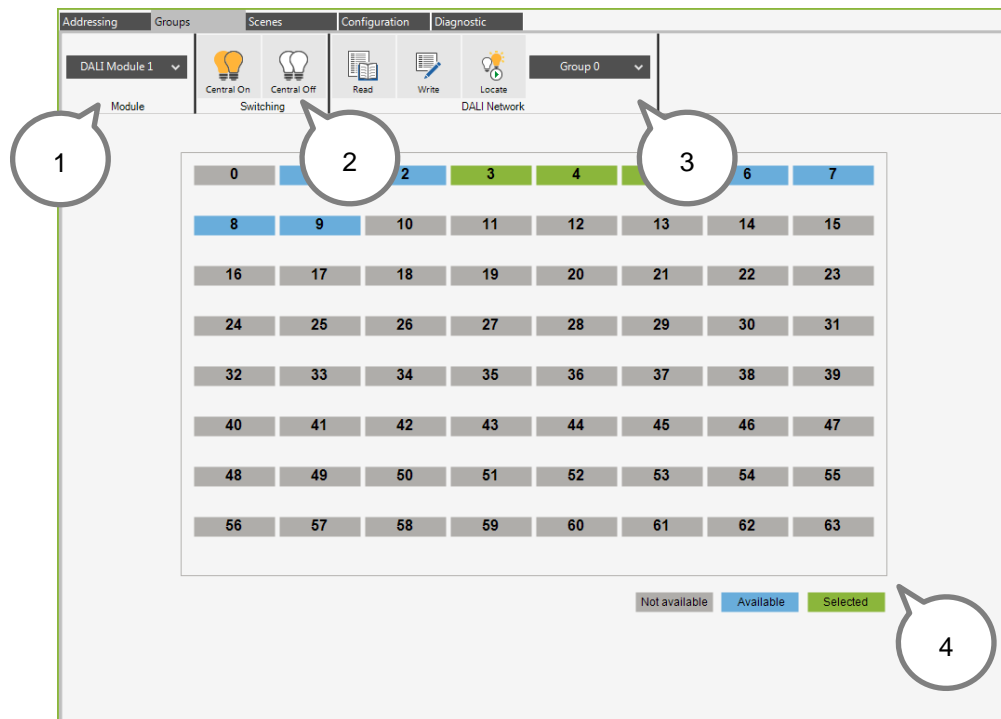 Addressing Groups Scenes Configuration Diagnostic
DALI Module 1 Central On Central Off Read Write Locate Group 0
Module Switching DALI Network
1 2 3
0 2 3 4 6 7
8 9 10 11 12 13 14 15
16 17 18 19 20 21 22 23
24 25 26 27 28 29 30 31
32 33 34 35 36 37 38 39
40 41 42 43 44 45 46 47
48 49 50 51 52 53 54 55
56 57 58 59 60 61 62 63
Not available Available Selected
4